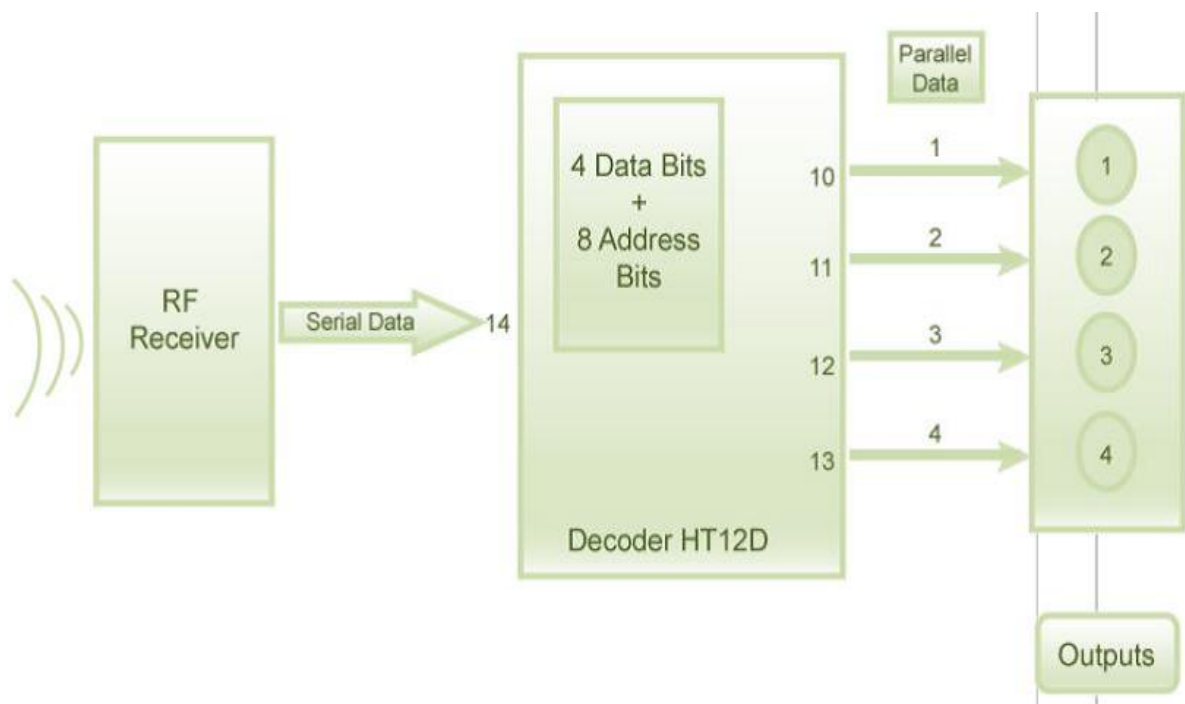 RF
Receiver
Serial Data
14
4 Data Bits
+
8 Address
Bits
10
11
12
13
Decoder HT12D
Parallel
Data
1
2
3
4
1
2
3
4
Outputs